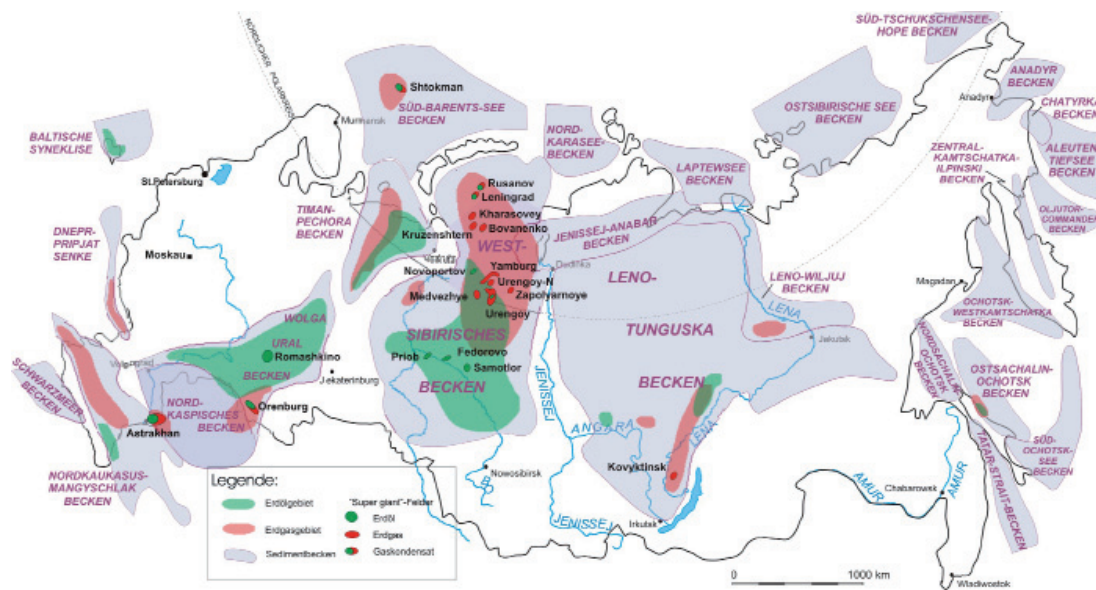 SÜD-TSCHUKSCHENSEE-
HOPE BECKEN
NÖRDLICHER POLARKREIS
Shtokman
SÜD-BARENTS-SEE
BECKEN
Murmansk
OSTSIBIRISCHE SEE
BECKEN
ANADYR
BECKEN
Anadyr
CHATYRKA
BECKEN
BALTISCHE
SYNEKLISE
NORD-
KARASEE-
BECKEN
ALEUTEN
TIEFSEE
BECKEN
ZENTRAL-
KAMTSCHATKA-
ILPINSKI
BECKEN
LAPTEWSEE
BECKEN
St.Petersburg
Rusanov
Leningrad
Kharasovey
Bovanenko
TIMAN-
PECHORA
BECKEN
Kruzenshtern
OLJUTOR-
COMMANDER
BECKEN
DNEPR-
PRIPJAT
SENKE
Moskau
WEST-
JENISSEJ-ANABAR
BECKEN
Dudinka
Novoportov
Yamburg
Urengoy-N
Medvezhye
Zapolyarnoye
Urengoy
LENO-
LENO-WILJUJ
BECKEN
Magadan
OCHOTSK-
WESTKAMTSCHATKA
BECKEN
WOLGA
URAL
Romashkino
BECKEN
SIBIRISCHES
TUNGUSKA
LENA
Jakutsk
NORDSACHALIN-
OCHOTSK
BECKEN
OSTSACHALIN-
OCHOTSK
BECKEN
Priob
Fedorovo
Samotlor
BECKEN
BECKEN
Jekaterinburg
SCHWARZMEER
BECKEN
NORD-
KASPISCHES
BECKEN
Orenburg
Astrakhan
JENISSEJ
ANGARA
LENA
Kovyktinsk
TATAR-STRAIT-BECKEN
SÜD-
OCHOTSK-
SEE
BECKEN
NORDKAUKASUS-
MANGYSCHLAK
BECKEN
Nowosibirsk
OB
JENISSEJ
Irkutsk
AMUR
Chabarowsk
AMUR
Wladiwostok
Legende:
Erdölgebiet
Erdgasgebiet
Sedimentbecken
"Super giant"-Felder
Erdöl
Erdgas
Gaskondensat
0 1000 km